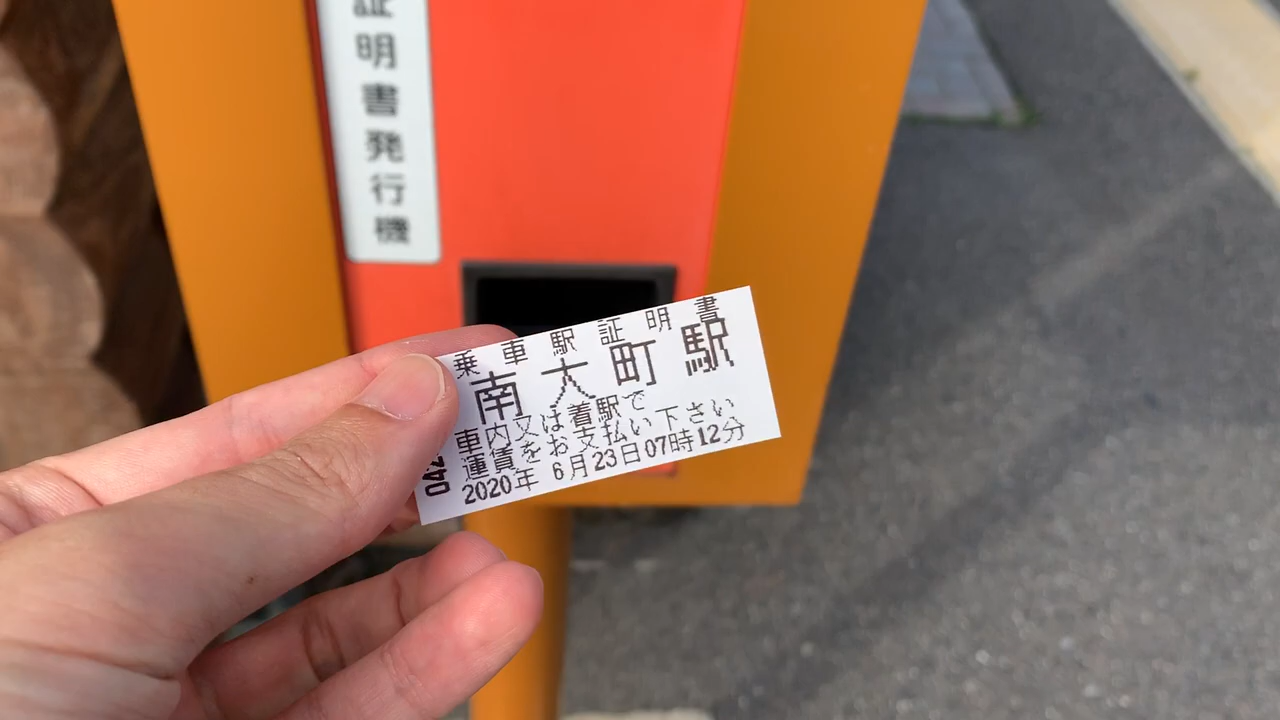 証明書発行機
乗車駅証明書
南大町駅
車内又は着駅で
運賃をお支払い下さい
2020年 6月23日07時12分
042